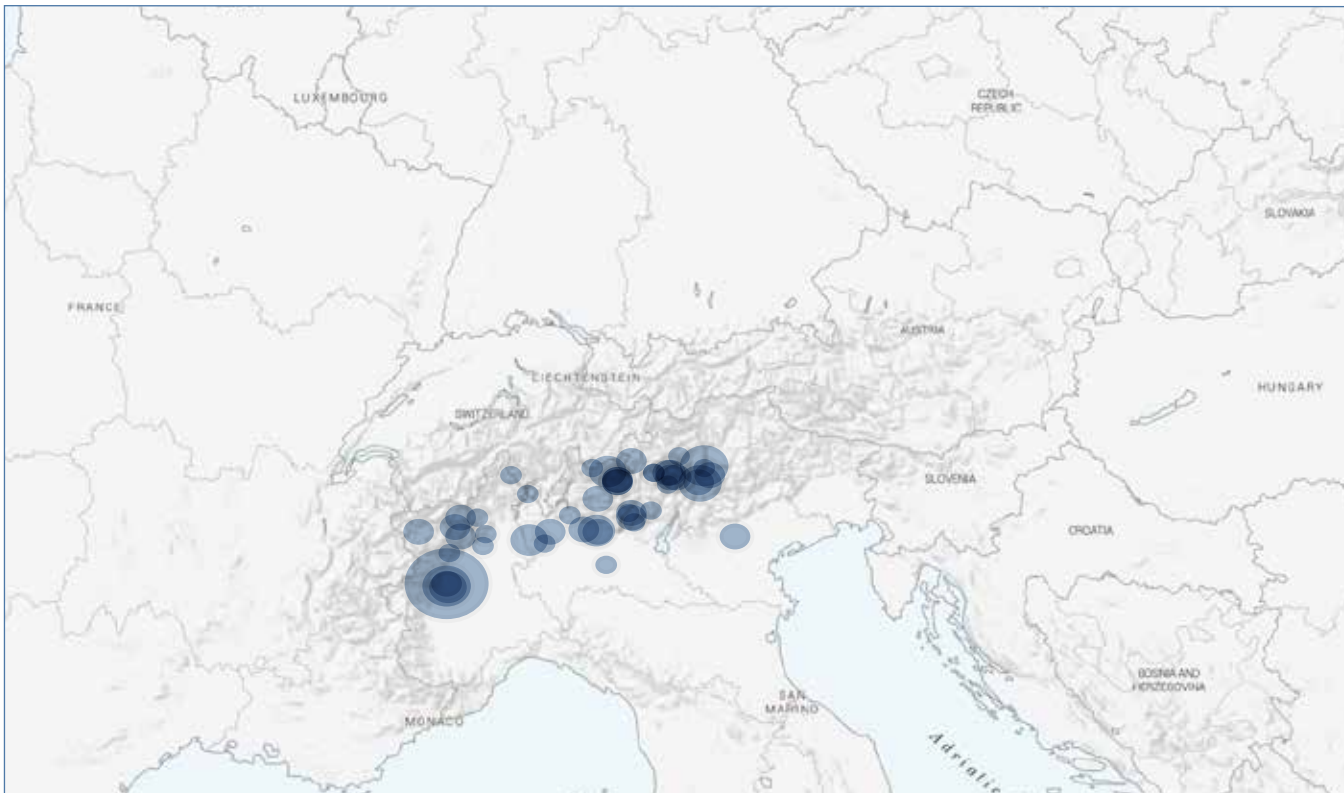 LUXEMBOURG
CZECH
REPUBLIC
SLOVAKIA
FRANCE
AUSTRIA
LIECHTENSTEIN
HUNGARY
SWITZERLAND
SLOVENIA
CROATIA
BOSNIA AND
HERZEGOVINA
SAN
MARINO
MONACO
Adriatic